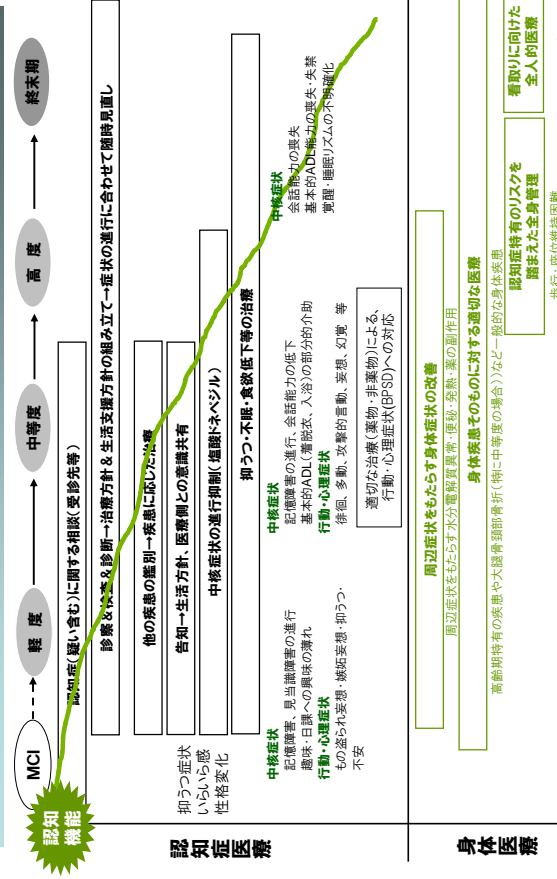 認知
機能
MCI
軽 度
中等度
高 度
終末期
認知症医療
認知症(疑い含む)に関する相談(受診先等)
診察&検査&診断→治療方針&生活支援方針の組み立て→症状の進行に合わせて随時見直し
他の疾患の鑑別→疾患に応じた治療
告知→生活方針、医療側との意識共有
中核症状の進行抑制(塩酸ドネペジル)
抑うつ・不眠・食欲低下等の治療
抑うつ症状
いらいら感
性格変化
中核症状
記憶障害、見当識障害の進行
趣味・日課への興味の薄れ
行動・心理症状
もの盗られ妄想・嫉妬妄想・抑うつ・
不安
中核症状
記憶障害の進行、会話能力の低下
基本的ADL(着脱衣、入浴)の部分的介助
行動・心理症状
徘徊、多動、攻撃的言動、妄想、幻覚 等
適切な治療(薬物・非薬物)による、
行動・心理症状(BPSD)への対応
中核症状
会話能力の喪失
基本的ADL能力の喪失・失禁
覚醒・睡眠リズムの不明確化
身体医療
周辺症状をもたらす身体症状の改善
周辺症状をもたらす水分電解質異常・便秘・発熱・薬の副作用
身体疾患そのものに対する適切な医療
高齢期特有の疾患や大腿骨頚部骨折(特に中等度の場合))など一般的な身体疾患
認知症特有のリスクを
踏まえた全身管理
歩行・座位維持困難
看取りに向けた
全人的医療